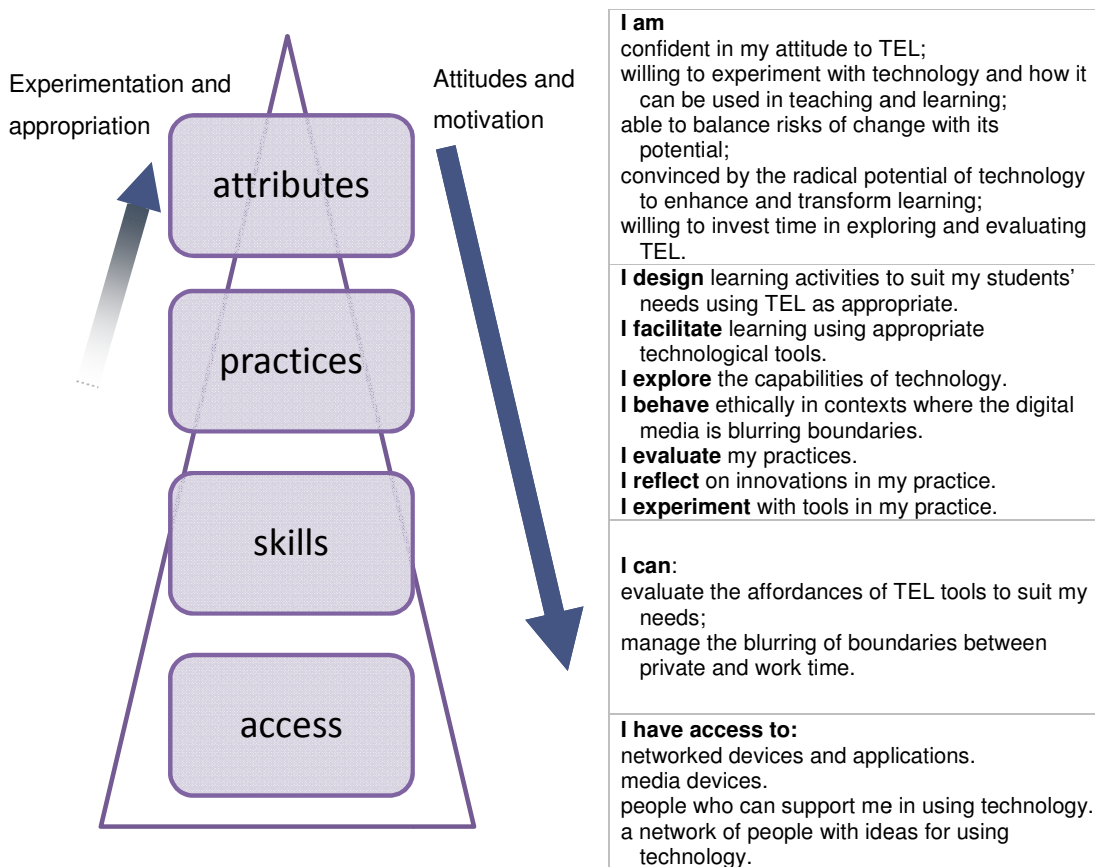 Experimentation and
appropriation
Attitudes and
motivation
attributes
practices
skills
access
I am
confident in my attitude to TEL;
willing to experiment with technology and how it
can be used in teaching and learning;
able to balance risks of change with its
potential;
convinced by the radical potential of technology
to enhance and transform learning;
willing to invest time in exploring and evaluating
TEL.
I design learning activities to suit my students’
needs using TEL as appropriate.
I facilitate learning using appropriate
technological tools.
I explore the capabilities of technology.
I behave ethically in contexts where the digital
media is blurring boundaries.
I evaluate my practices.
I reflect on innovations in my practice.
I experiment with tools in my practice.
I can:
evaluate the affordances of TEL tools to suit my
needs;
manage the blurring of boundaries between
private and work time.
I have access to:
networked devices and applications.
media devices.
people who can support me in using technology.
a network of people with ideas for using
technology.